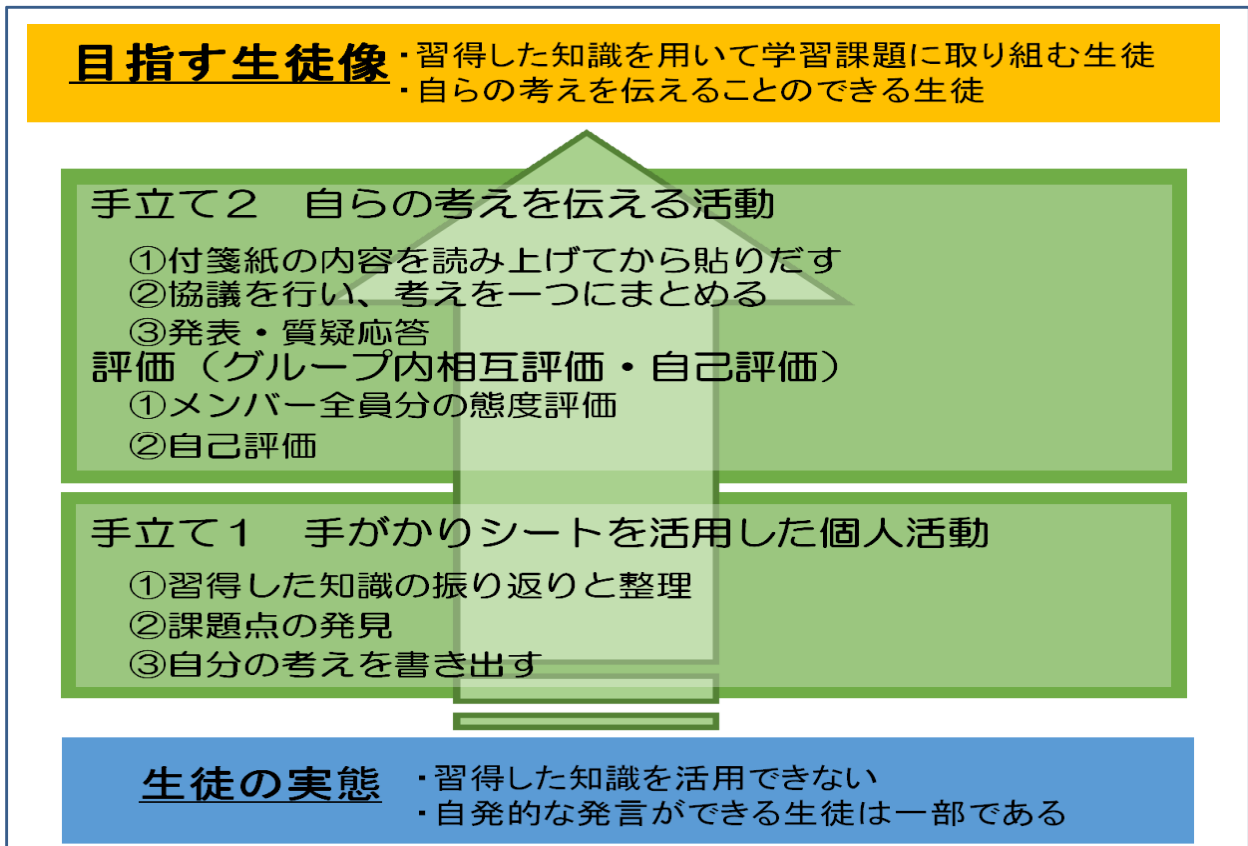 目指す生徒像
・習得した知識を用いて学習課題に取り組む生徒
・自らの考えを伝えることのできる生徒
手立て２　自らの考えを伝える活動
①付箋紙の内容を読み上げてから貼りだす
②協議を行い、考えを一つにまとめる
③発表・質疑応答
評価（グループ内相互評価・自己評価）
①メンバー全員分の態度評価
②自己評価
手立て１　手がかりシートを活用した個人活動
①習得した知識の振り返りと整理
②課題点の発見
③自分の考えを書き出す
生徒の実態
・習得した知識を活用できない
・自発的な発言ができる生徒は一部である